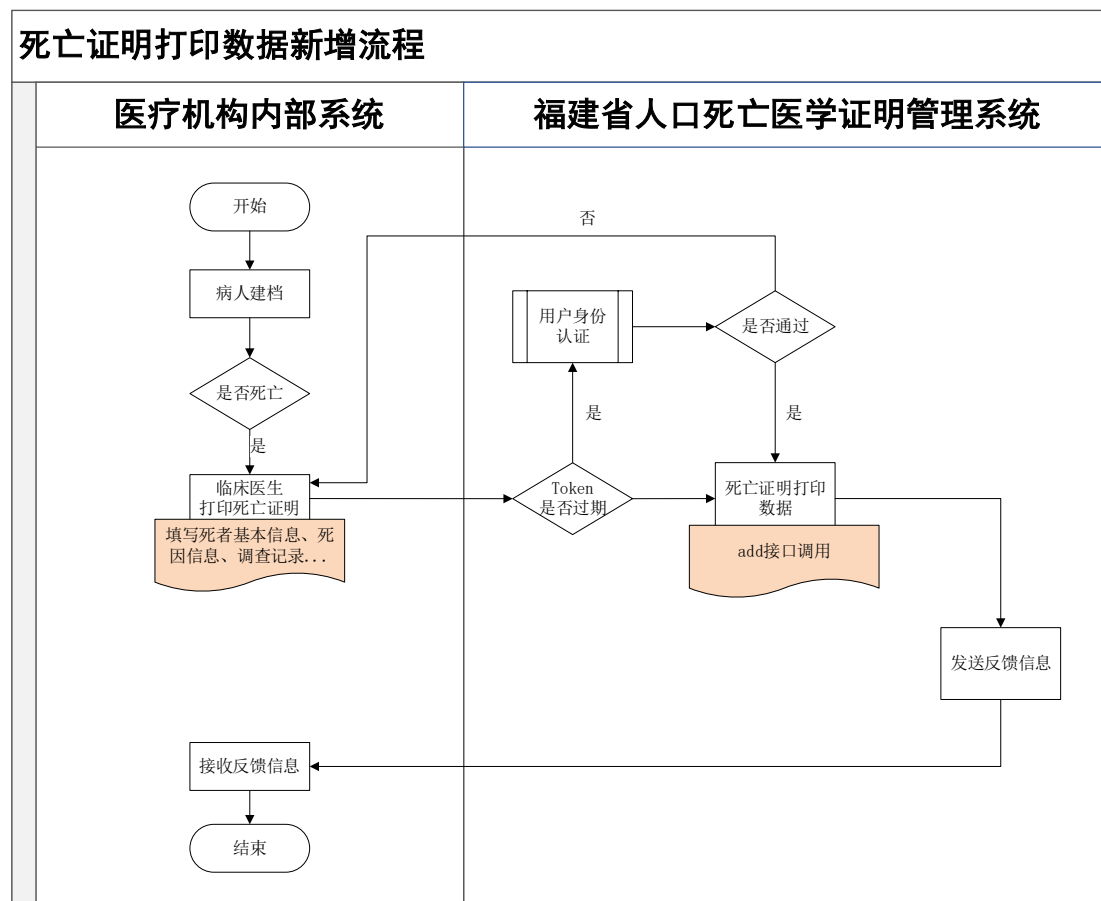 死亡证明打印数据新增流程
医疗机构内部系统
福建省人口死亡医学证明管理系统
开始
否
病人建档
用户身份
认证
是否通过
是否死亡
是
是
是
临床医生
打印死亡证明
Token
是否过期
死亡证明打印
数据
填写死者基本信息、死
因信息、调查记录...
add接口调用
发送反馈信息
接收反馈信息
结束